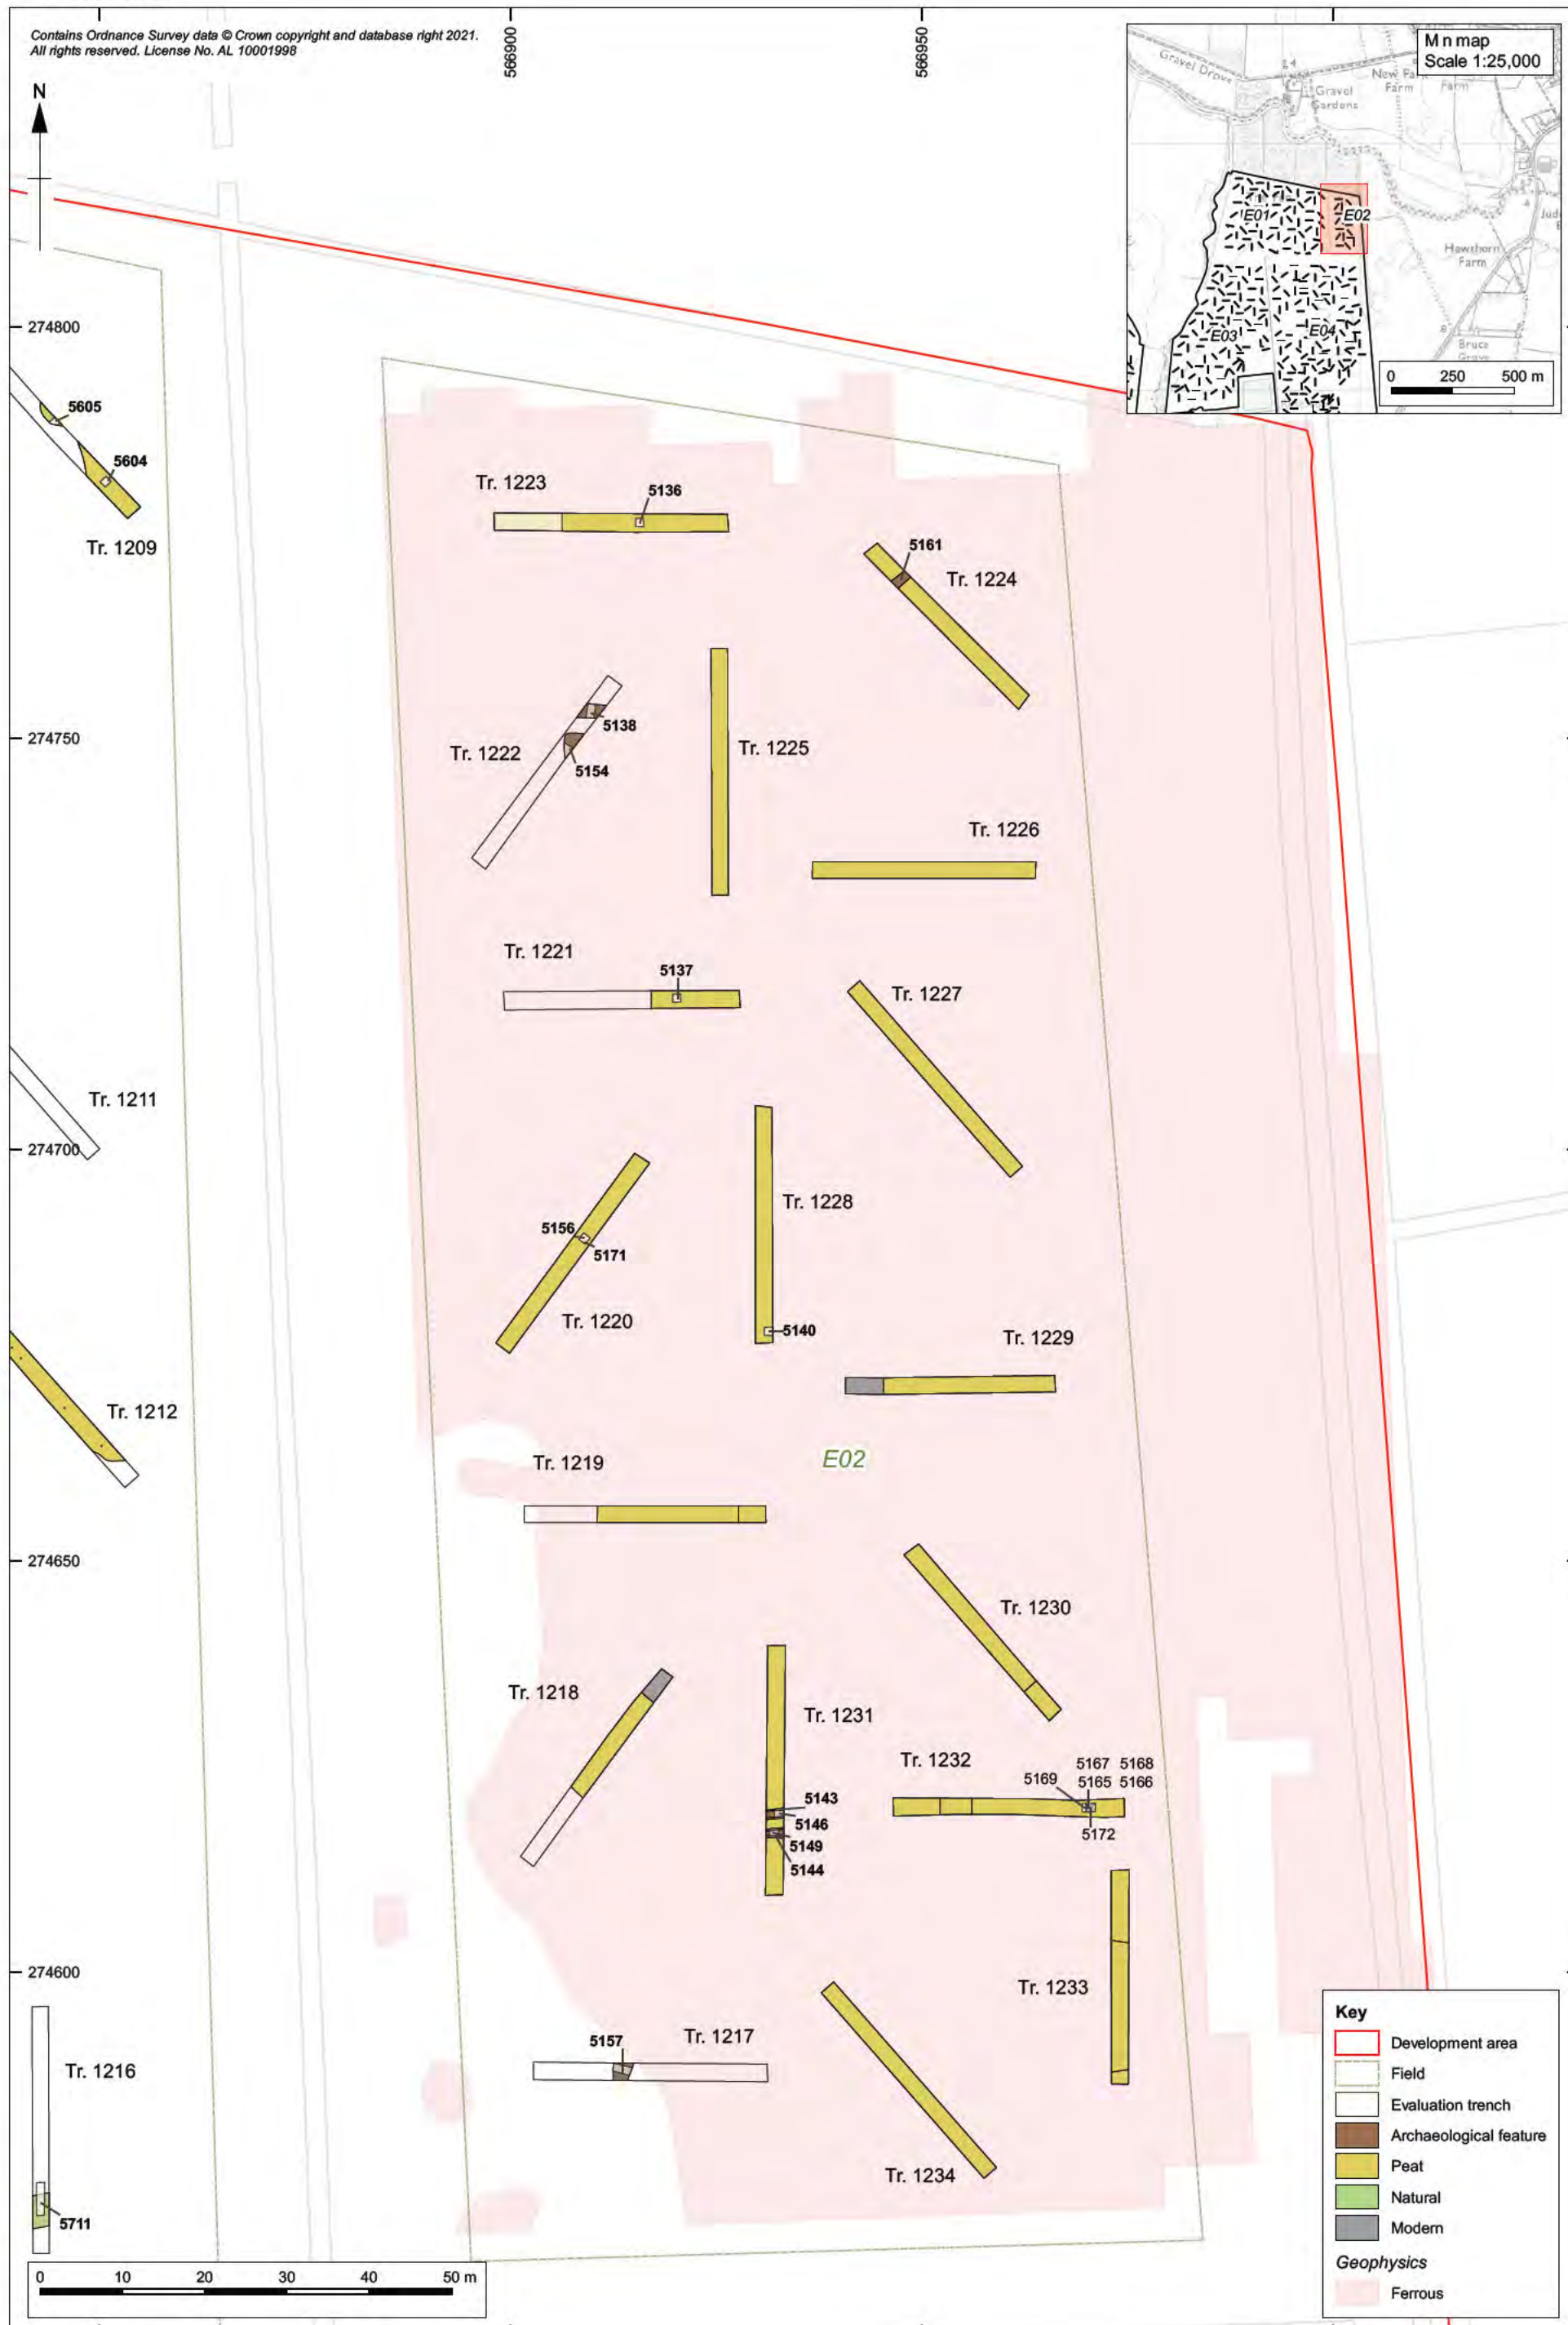 Contains Ordnance Survey data © Crown copyright and database right 2021.
All rights reserved. License No. AL 10001998
566900
566950
M n map
Scale 1:25,000
Gravel Drove
Gravel
Gardens
Farm
Farm
E01
E02
Hawthorn
Farm
E03
E04
Bruce
Grove
0 250 500 m
N
274800
5605
5604
Tr. 1209
Tr. 1223
5136
5161
Tr. 1224
5138
274750
Tr. 1222
5154
Tr. 1225
Tr. 1226
Tr. 1221
5137
Tr. 1227
Tr. 1211
274700
Tr. 1228
5156
5171
Tr. 1220
5140
Tr. 1229
Tr. 1212
Tr. 1219
E02
274650
Tr. 1230
Tr. 1218
Tr. 1231
Tr. 1232
5167 5168
5169
5165 5166
5172
5143
5146
5149
5144
274600
Tr. 1233
5157
Tr. 1217
Tr. 1216
Tr. 1234
5711
0 10 20 30 40 50 m
Key
Development area
Field
Evaluation trench
Archaeological feature
Peat
Natural
Modern
Geophysics
Ferrous